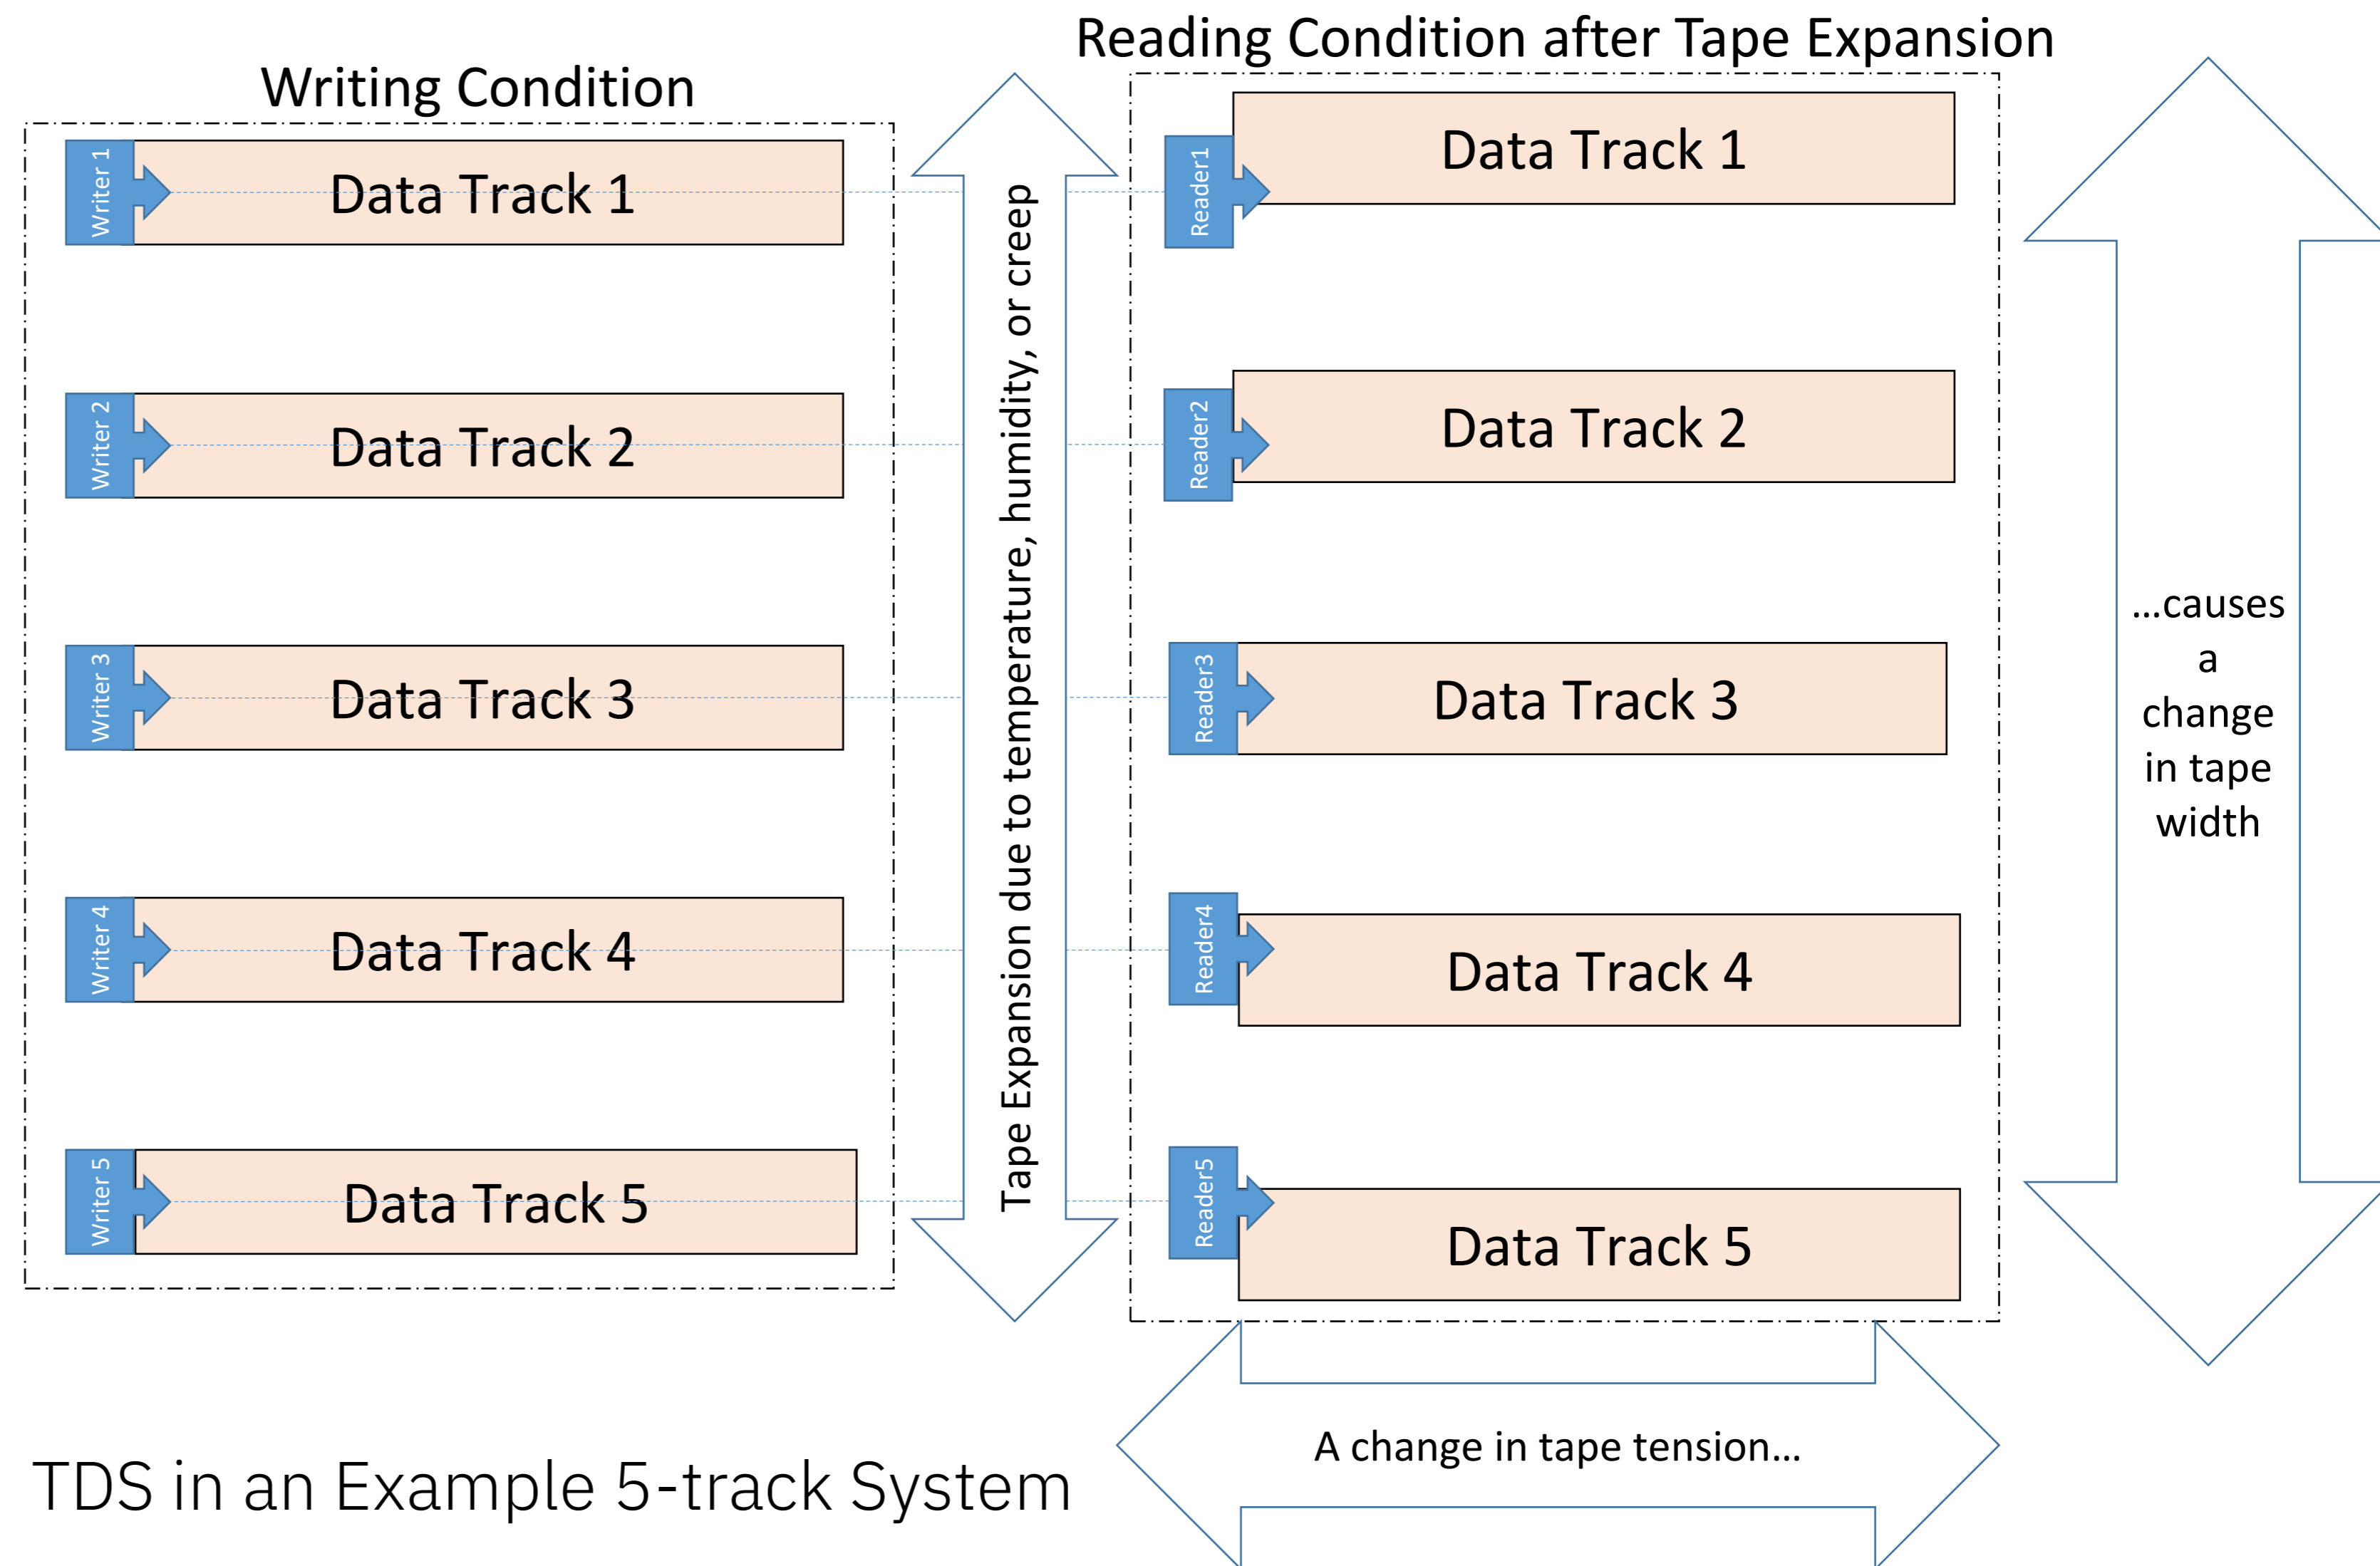 Writing Condition
Writer 1
Data Track 1
Writer 2
Data Track 2
Writer 3
Data Track 3
Writer 4
Data Track 4
Writer 5
Data Track 5
Tape Expansion due to temperature, humidity, or creep
Reading Condition after Tape Expansion
Reader1
Data Track 1
Reader2
Data Track 2
Reader3
Data Track 3
Reader4
Data Track 4
Reader5
Data Track 5
A change in tape tension...
...causes
a
change
in tape
width
TDS in an Example 5-track System